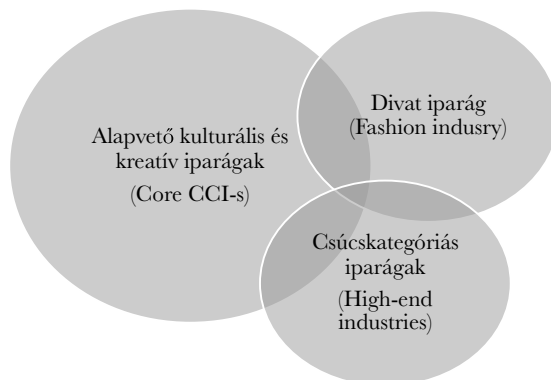 Alapvető kulturális és
kreatív iparágak
(Core CCI-s)
Divat iparág
(Fashion indusry)
Csúcskategóriás
iparágak
(High-end
industries)